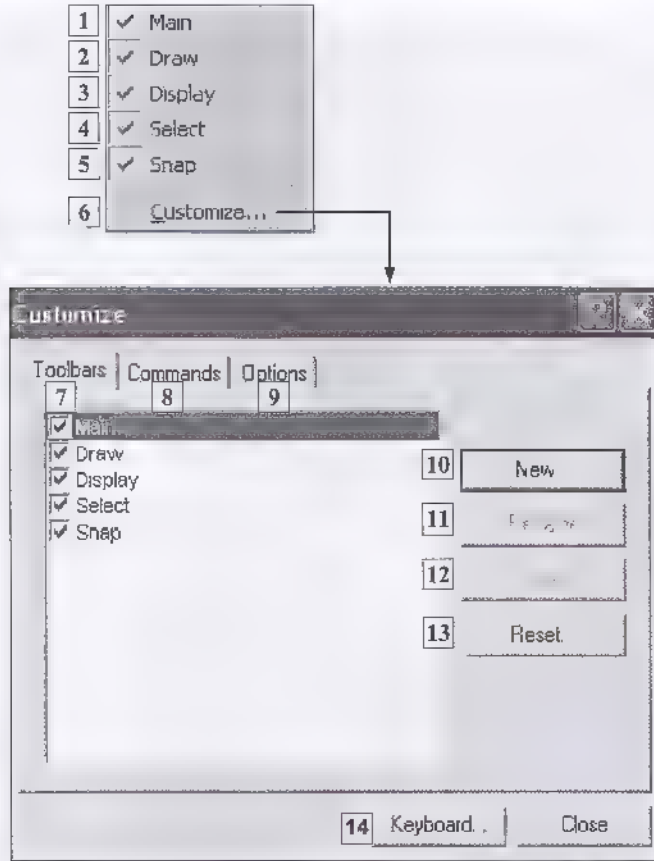 1 Main
2 Draw
3 Display
4 Select
5 Snap
6 Customize...
Customize
Toolbars Commands Options
7 8 9
Main
Draw
Display
Select
Snap
10 New
11
12
13 Reset.
14 Keyboard... Close